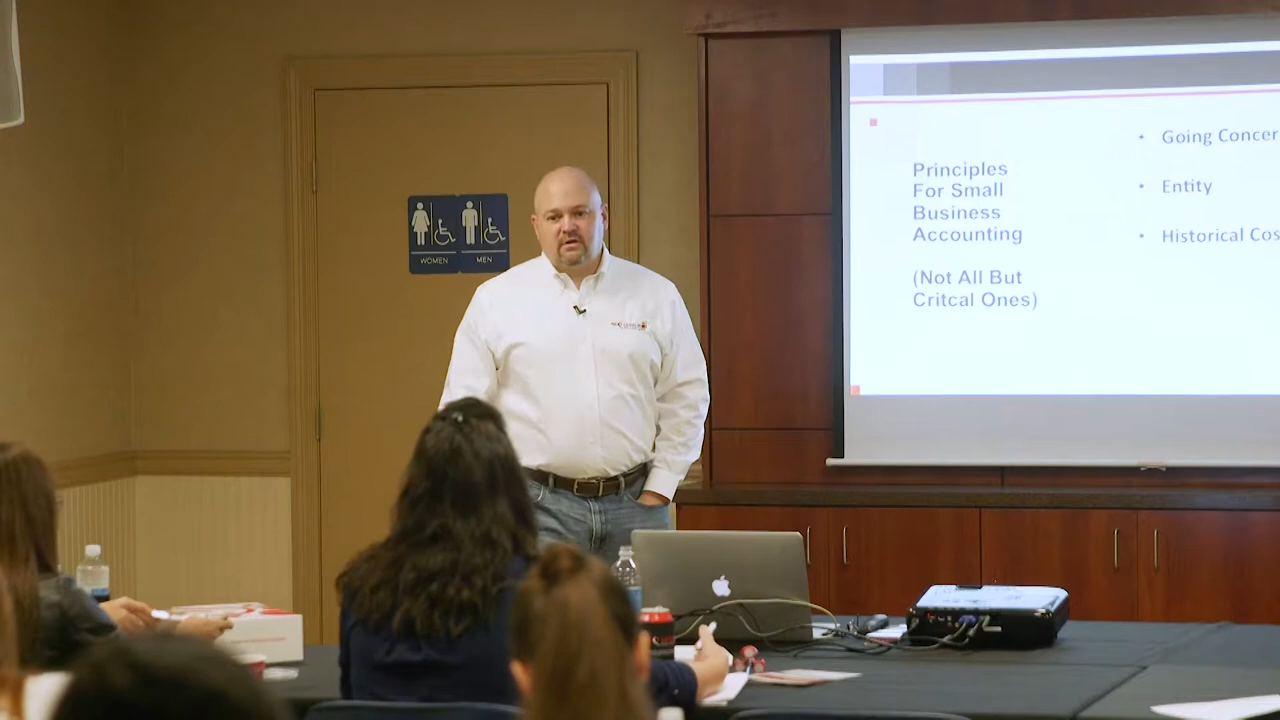 WOMEN
MEN
Principles
For Small
Business
Accounting
(Not All But
Critcal Ones)
• Going Concer
• Entity
• Historical Cos